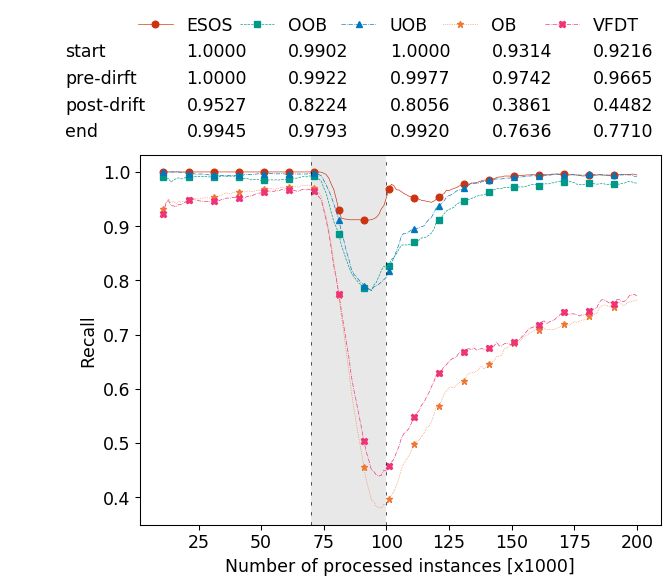 ESOS OOB UOB OB VFDT
start 1.0000 0.9902 1.0000 0.9314 0.9216
pre-dirft 1.0000 0.9922 0.9977 0.9742 0.9665
post-drift 0.9527 0.8224 0.8056 0.3861 0.4482
end 0.9945 0.9793 0.9920 0.7636 0.7710
1.0
0.9
0.8
0.7
0.6
0.5
0.4
Recall
25 50 75 100 125 150 175 200
Number of processed instances [x1000]